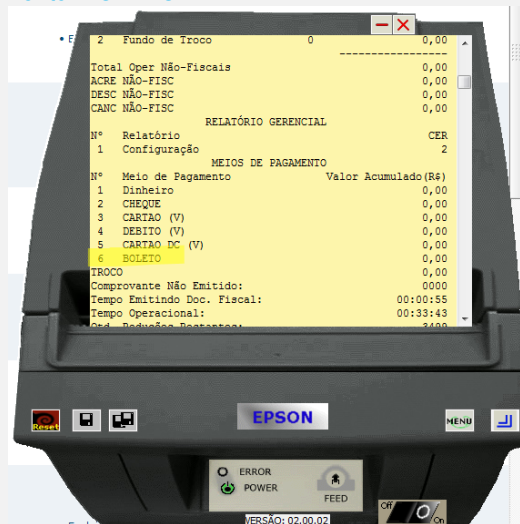 2 Fundo de Troco 0 0,00
----------------
Total Oper Não-Fiscais 0,00
ACRE NÃO-FISC 0,00
DESC NÃO-FISC 0,00
CANC NÃO-FISC 0,00
RELATÓRIO GERENCIAL
Nº Relatório CER
1 Configuração 2
MEIOS DE PAGAMENTO
Nº Meio de Pagamento Valor Acumulado(R$)
1 Dinheiro 0,00
2 CHEQUE 0,00
3 CARTAO (V) 0,00
4 DEBITO (V) 0,00
5 CARTAO DC (V) 0,00
6 BOLETO 0,00
TROCO 0,00
Comprovante Não Emitido: 0000
Tempo Emitindo Doc. Fiscal: 00:00:55
Tempo Operacional: 00:33:43
Qtd. Reduções Restantes: 3499
Reset
EPSON
MENU
ERROR
POWER
FEED
Off
On
VERSÃO: 02.00.02